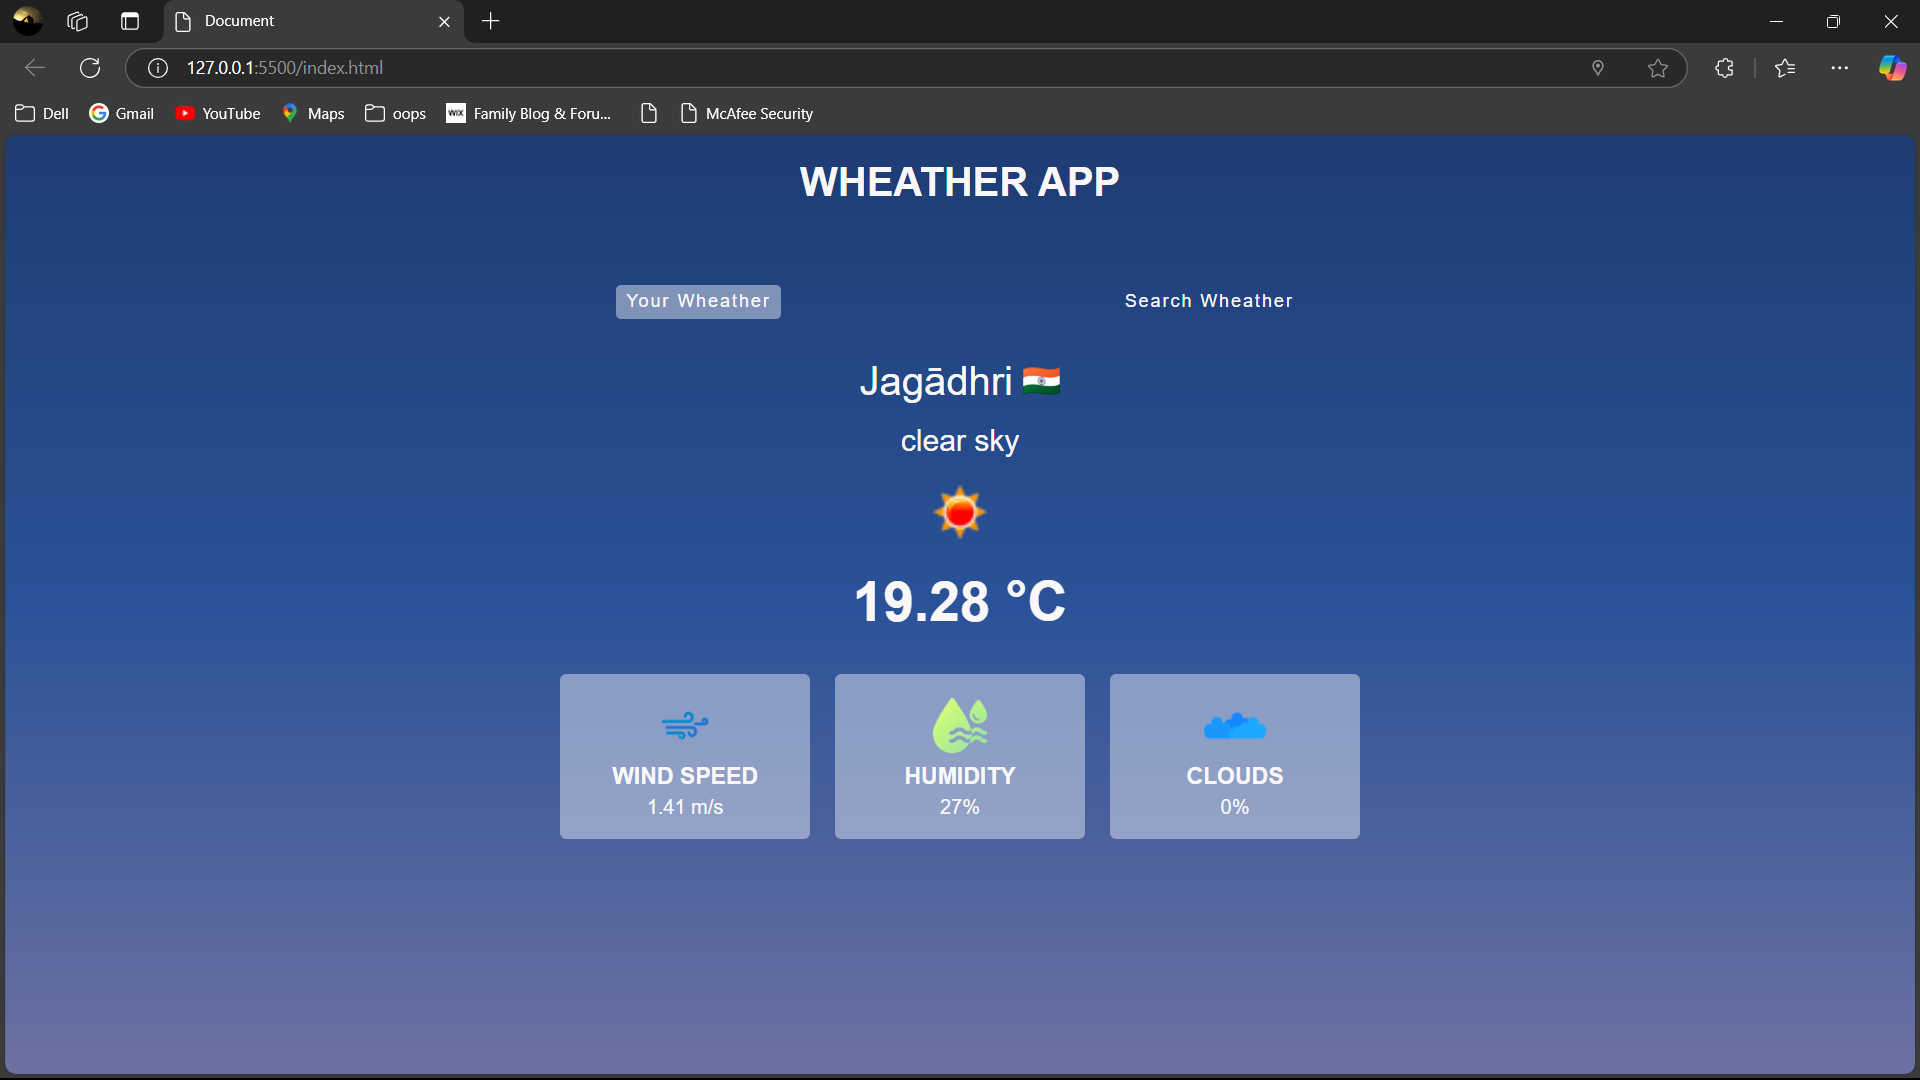 Document
127.0.0.1:5500/index.html
Dell
Gmail
YouTube
Maps
oops
WiX
Family Blog & Foru...
McAfee Security
WHEATHER APP
Your Wheather
Search Wheather
Jagādhri
clear sky
19.28 °C
WIND SPEED
1.41 m/s
HUMIDITY
27%
CLOUDS
0%